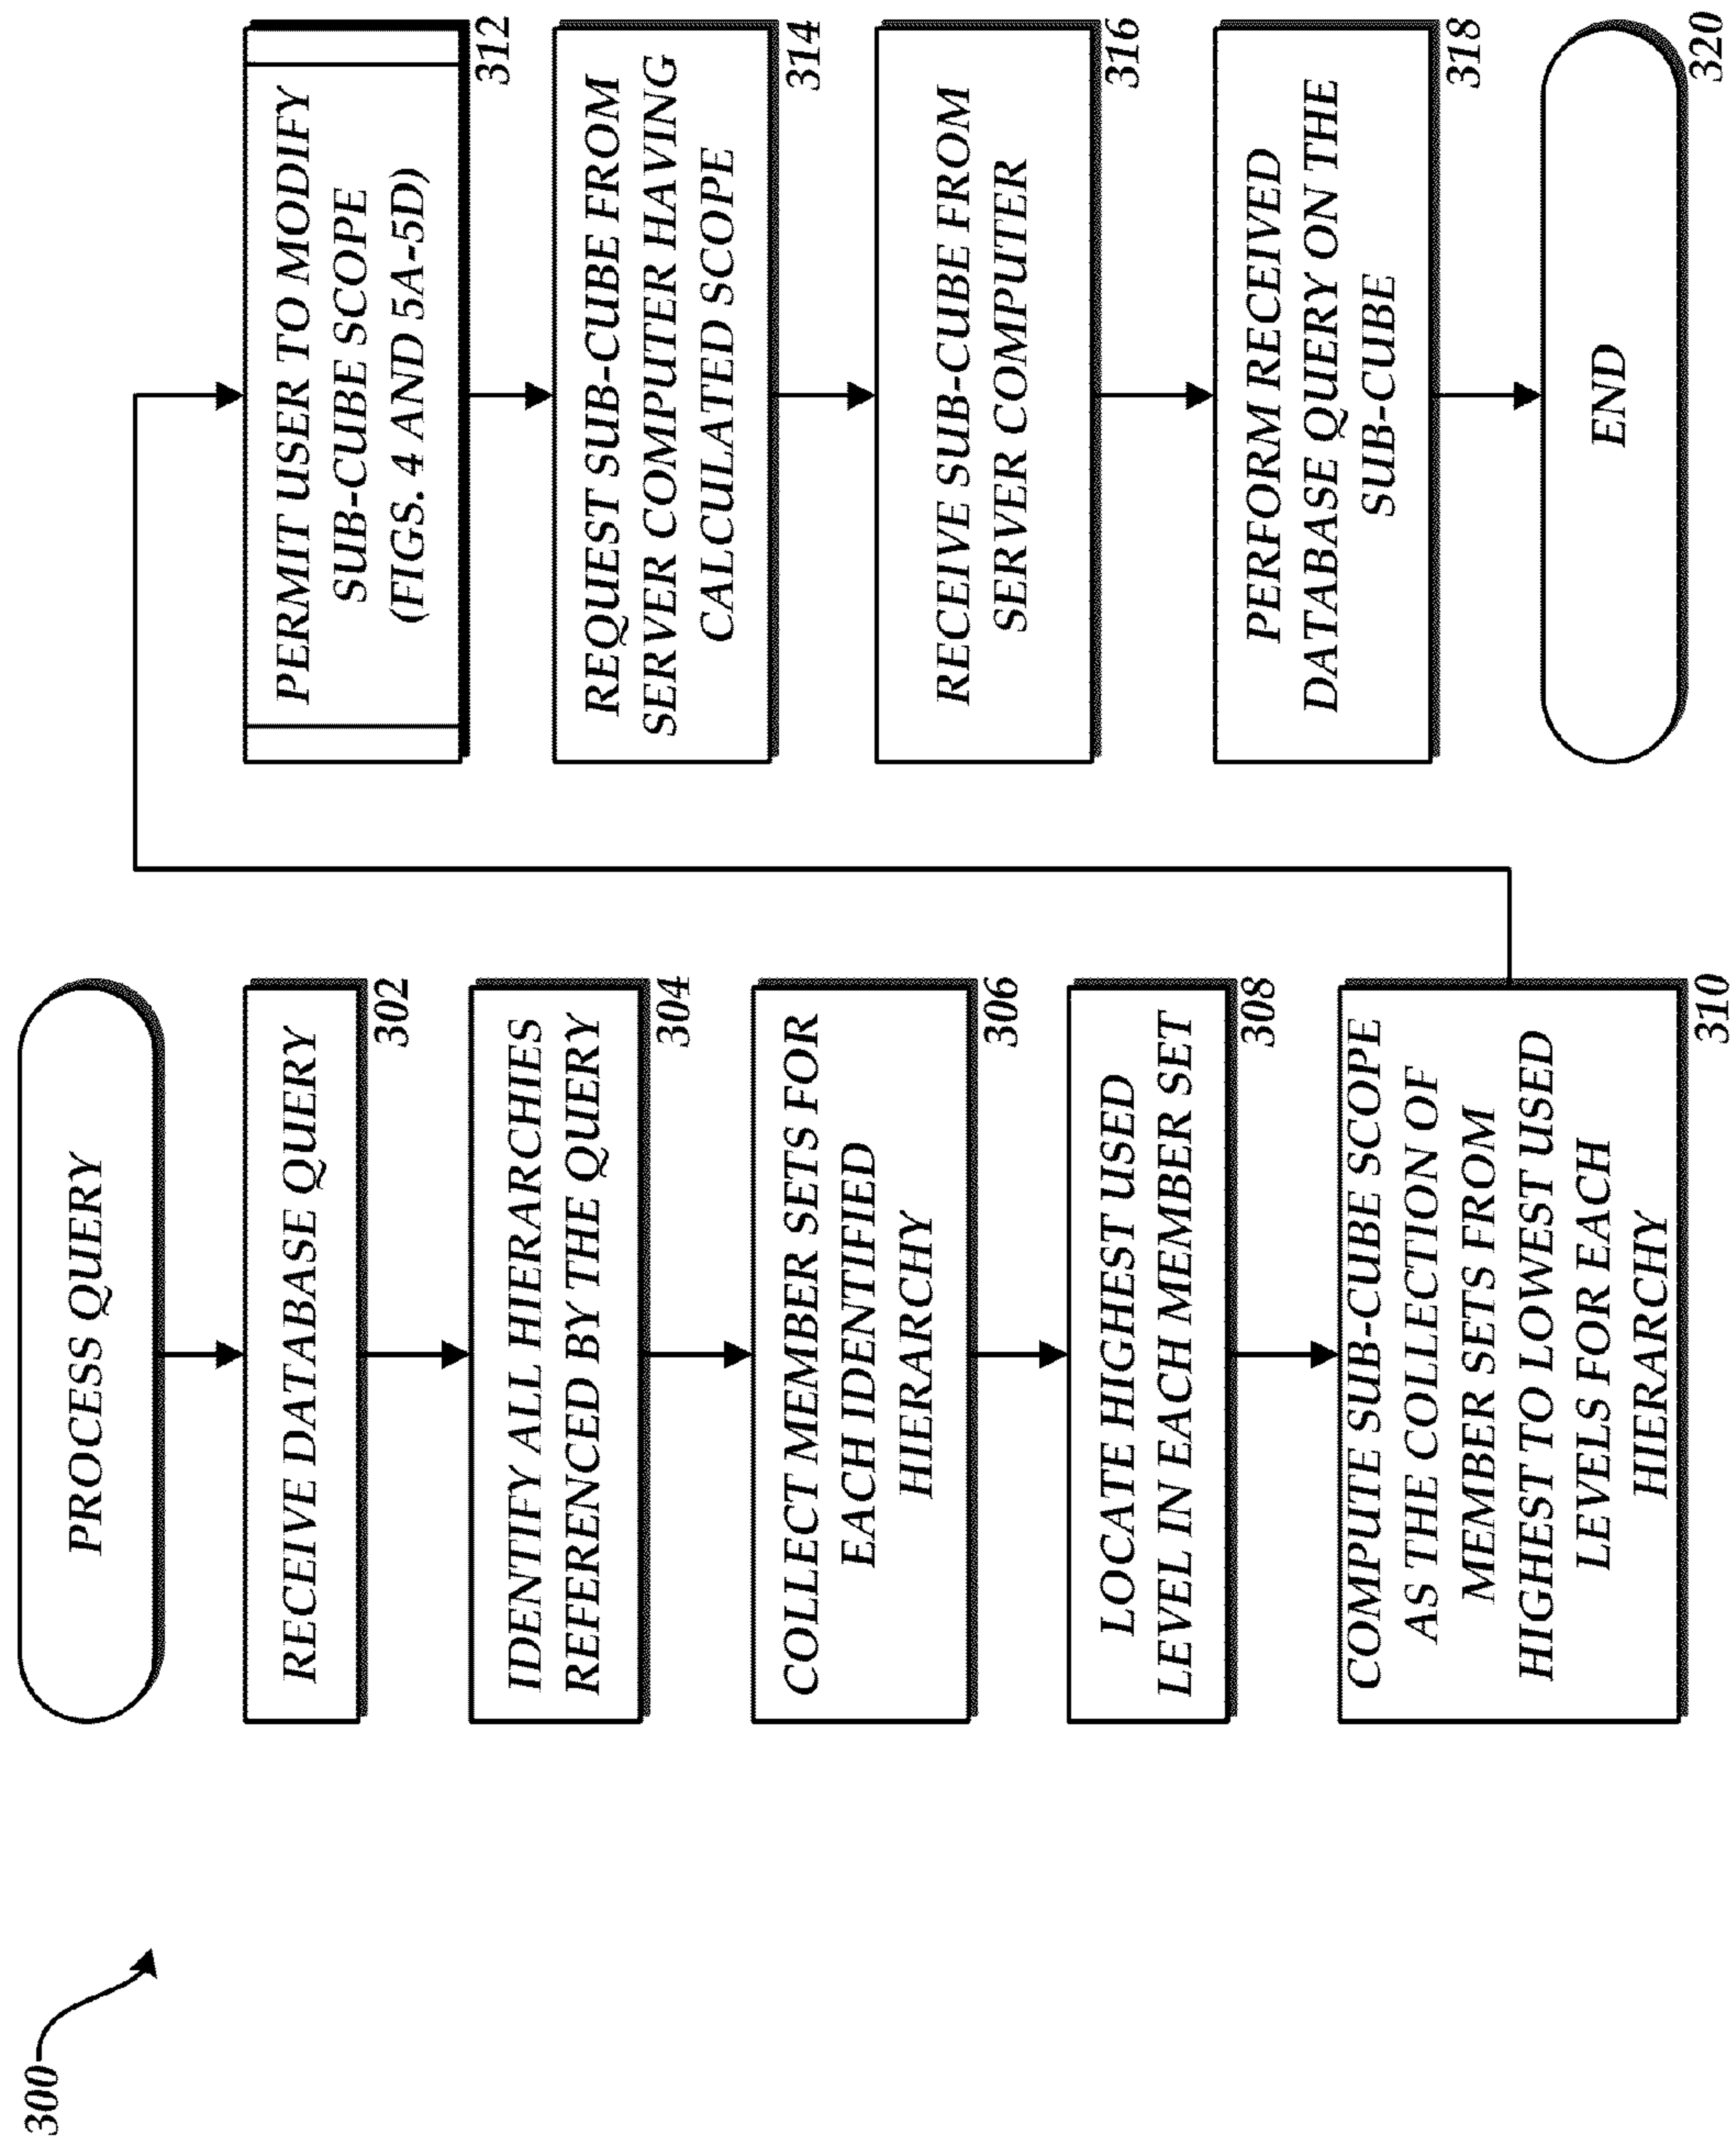 300
PROCESS QUERY
RECEIVE DATABASE QUERY
302
IDENTIFY ALL HIERARCHIES
REFERENCED BY THE QUERY
304
COLLECT MEMBER SETS FOR
EACH IDENTIFIED
HIERARCHY
306
LOCATE HIGHEST USED
LEVEL IN EACH MEMBER SET
308
COMPUTE SUB-CUBE SCOPE
AS THE COLLECTION OF
MEMBER SETS FROM
HIGHEST TO LOWEST USED
LEVELS FOR EACH
HIERARCHY
310
PERMIT USER TO MODIFY
SUB-CUBE SCOPE
(FIGS. 4 AND 5A-5D)
312
REQUEST SUB-CUBE FROM
SERVER COMPUTER HAVING
CALCULATED SCOPE
314
RECEIVE SUB-CUBE FROM
SERVER COMPUTER
316
PERFORM RECEIVED
DATABASE QUERY ON THE
SUB-CUBE
318
END
320